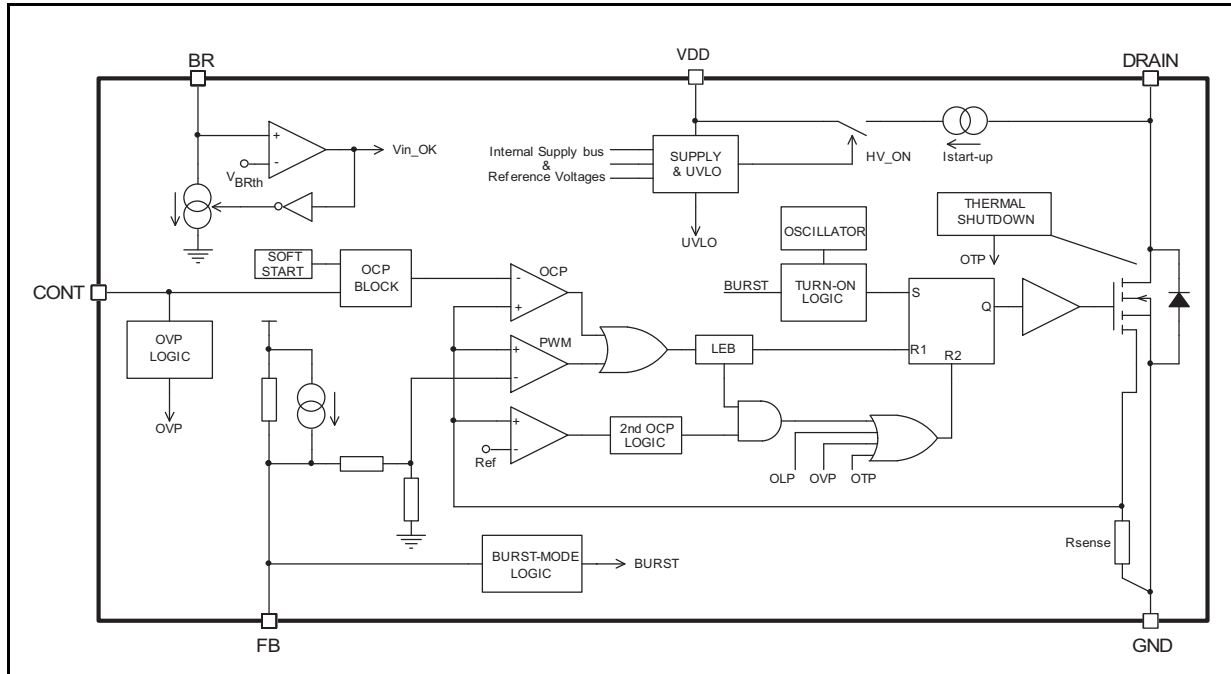 BR
VDD
DRAIN
+
-
Vin_OK
VBRth
Internal Supply bus
&
Reference Voltages
SUPPLY
& UVLO
HV_ON
Istart-up
UVLO
THERMAL
SHUTDOWN
OTP
OSCILLATOR
SOFT
START
OCP
BLOCK
OCP
-
+
BURST
TURN-ON
LOGIC
S
Q
R1
R2
CONT
OVP
LOGIC
OVP
PWM
+
-
LEB
+
-
Ref
2nd OCP
LOGIC
OLP
OVP
OTP
Rsense
BURST-MODE
LOGIC
BURST
FB
GND